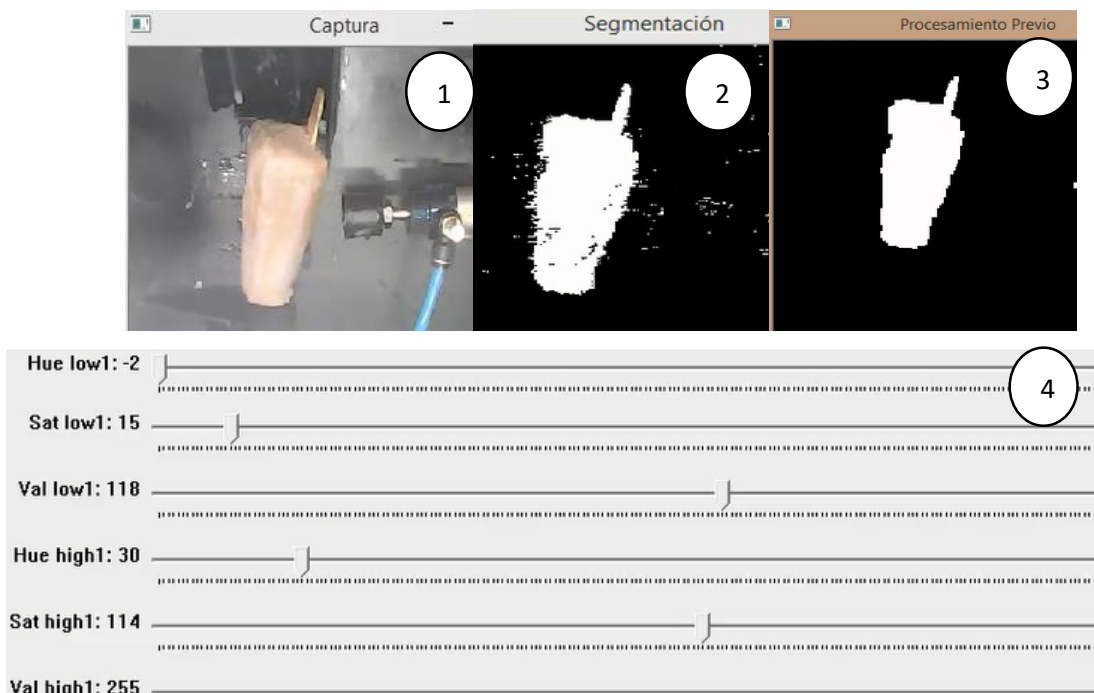 Captura
Segmentación
Procesamiento Previo
1
2
3
4
Hue low1: -2
Sat low1: 15
Val low1: 118
Hue high1: 30
Sat high1: 114
Val high1: 255